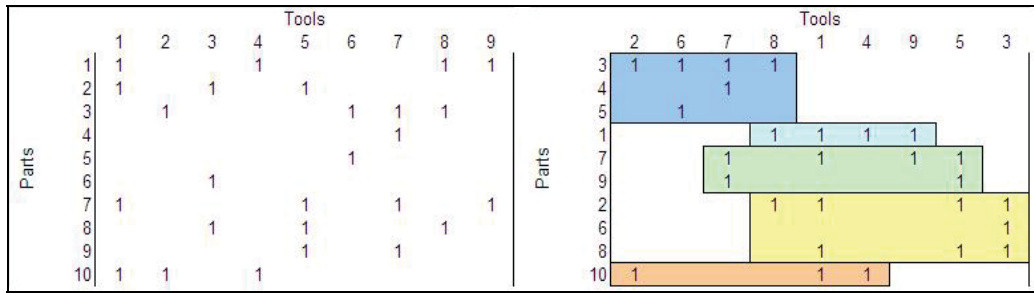 Tools
1 2 3 4 5 6 7 8 9
Parts
1 1 1 1 1
2 1 1 1
3 1 1 1 1
4 1
5 1
6 1
7 1 1 1 1
8 1 1 1
9 1 1
10 1 1 1
Tools
2 6 7 8 1 4 9 5 3
Parts
3 1 1 1 1
4 1
5 1
1 1 1 1 1
7 1 1 1 1
9 1 1
2 1 1 1 1
6 1
8 1 1 1
10 1 1 1